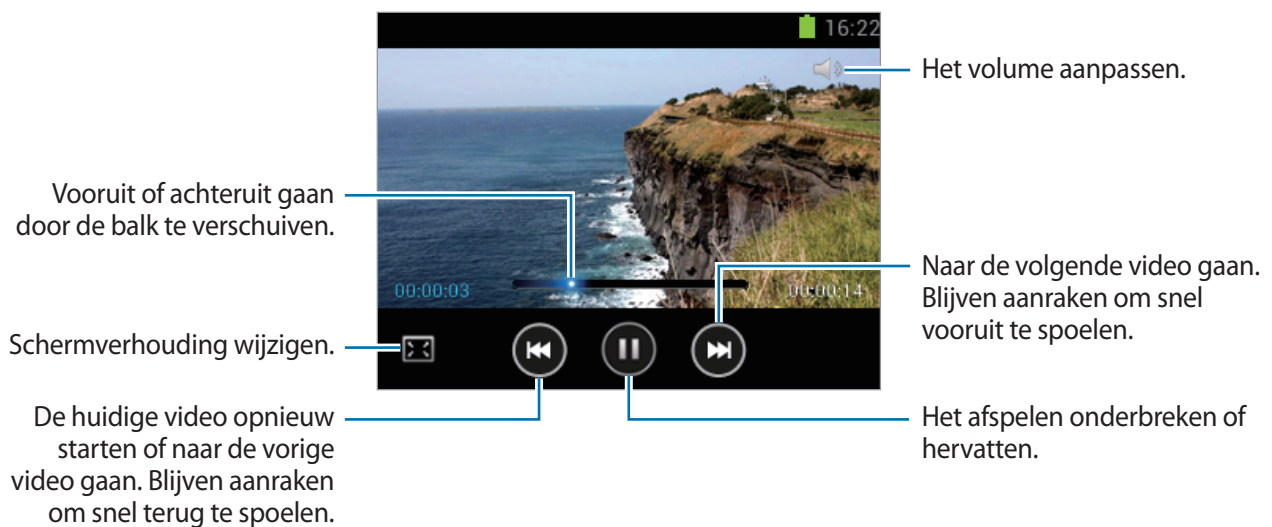 16:22
Het volume aanpassen.
Vooruit of achteruit gaan
door de balk te verschuiven.
00:00:03
00:00:14
Naar de volgende video gaan.
Blijven aanraken om snel
vooruit te spoelen.
Schermverhouding wijzigen.
De huidige video opnieuw
starten of naar de vorige
video gaan. Blijven aanraken
om snel terug te spoelen.
Het afspelen onderbreken of
hervatten.